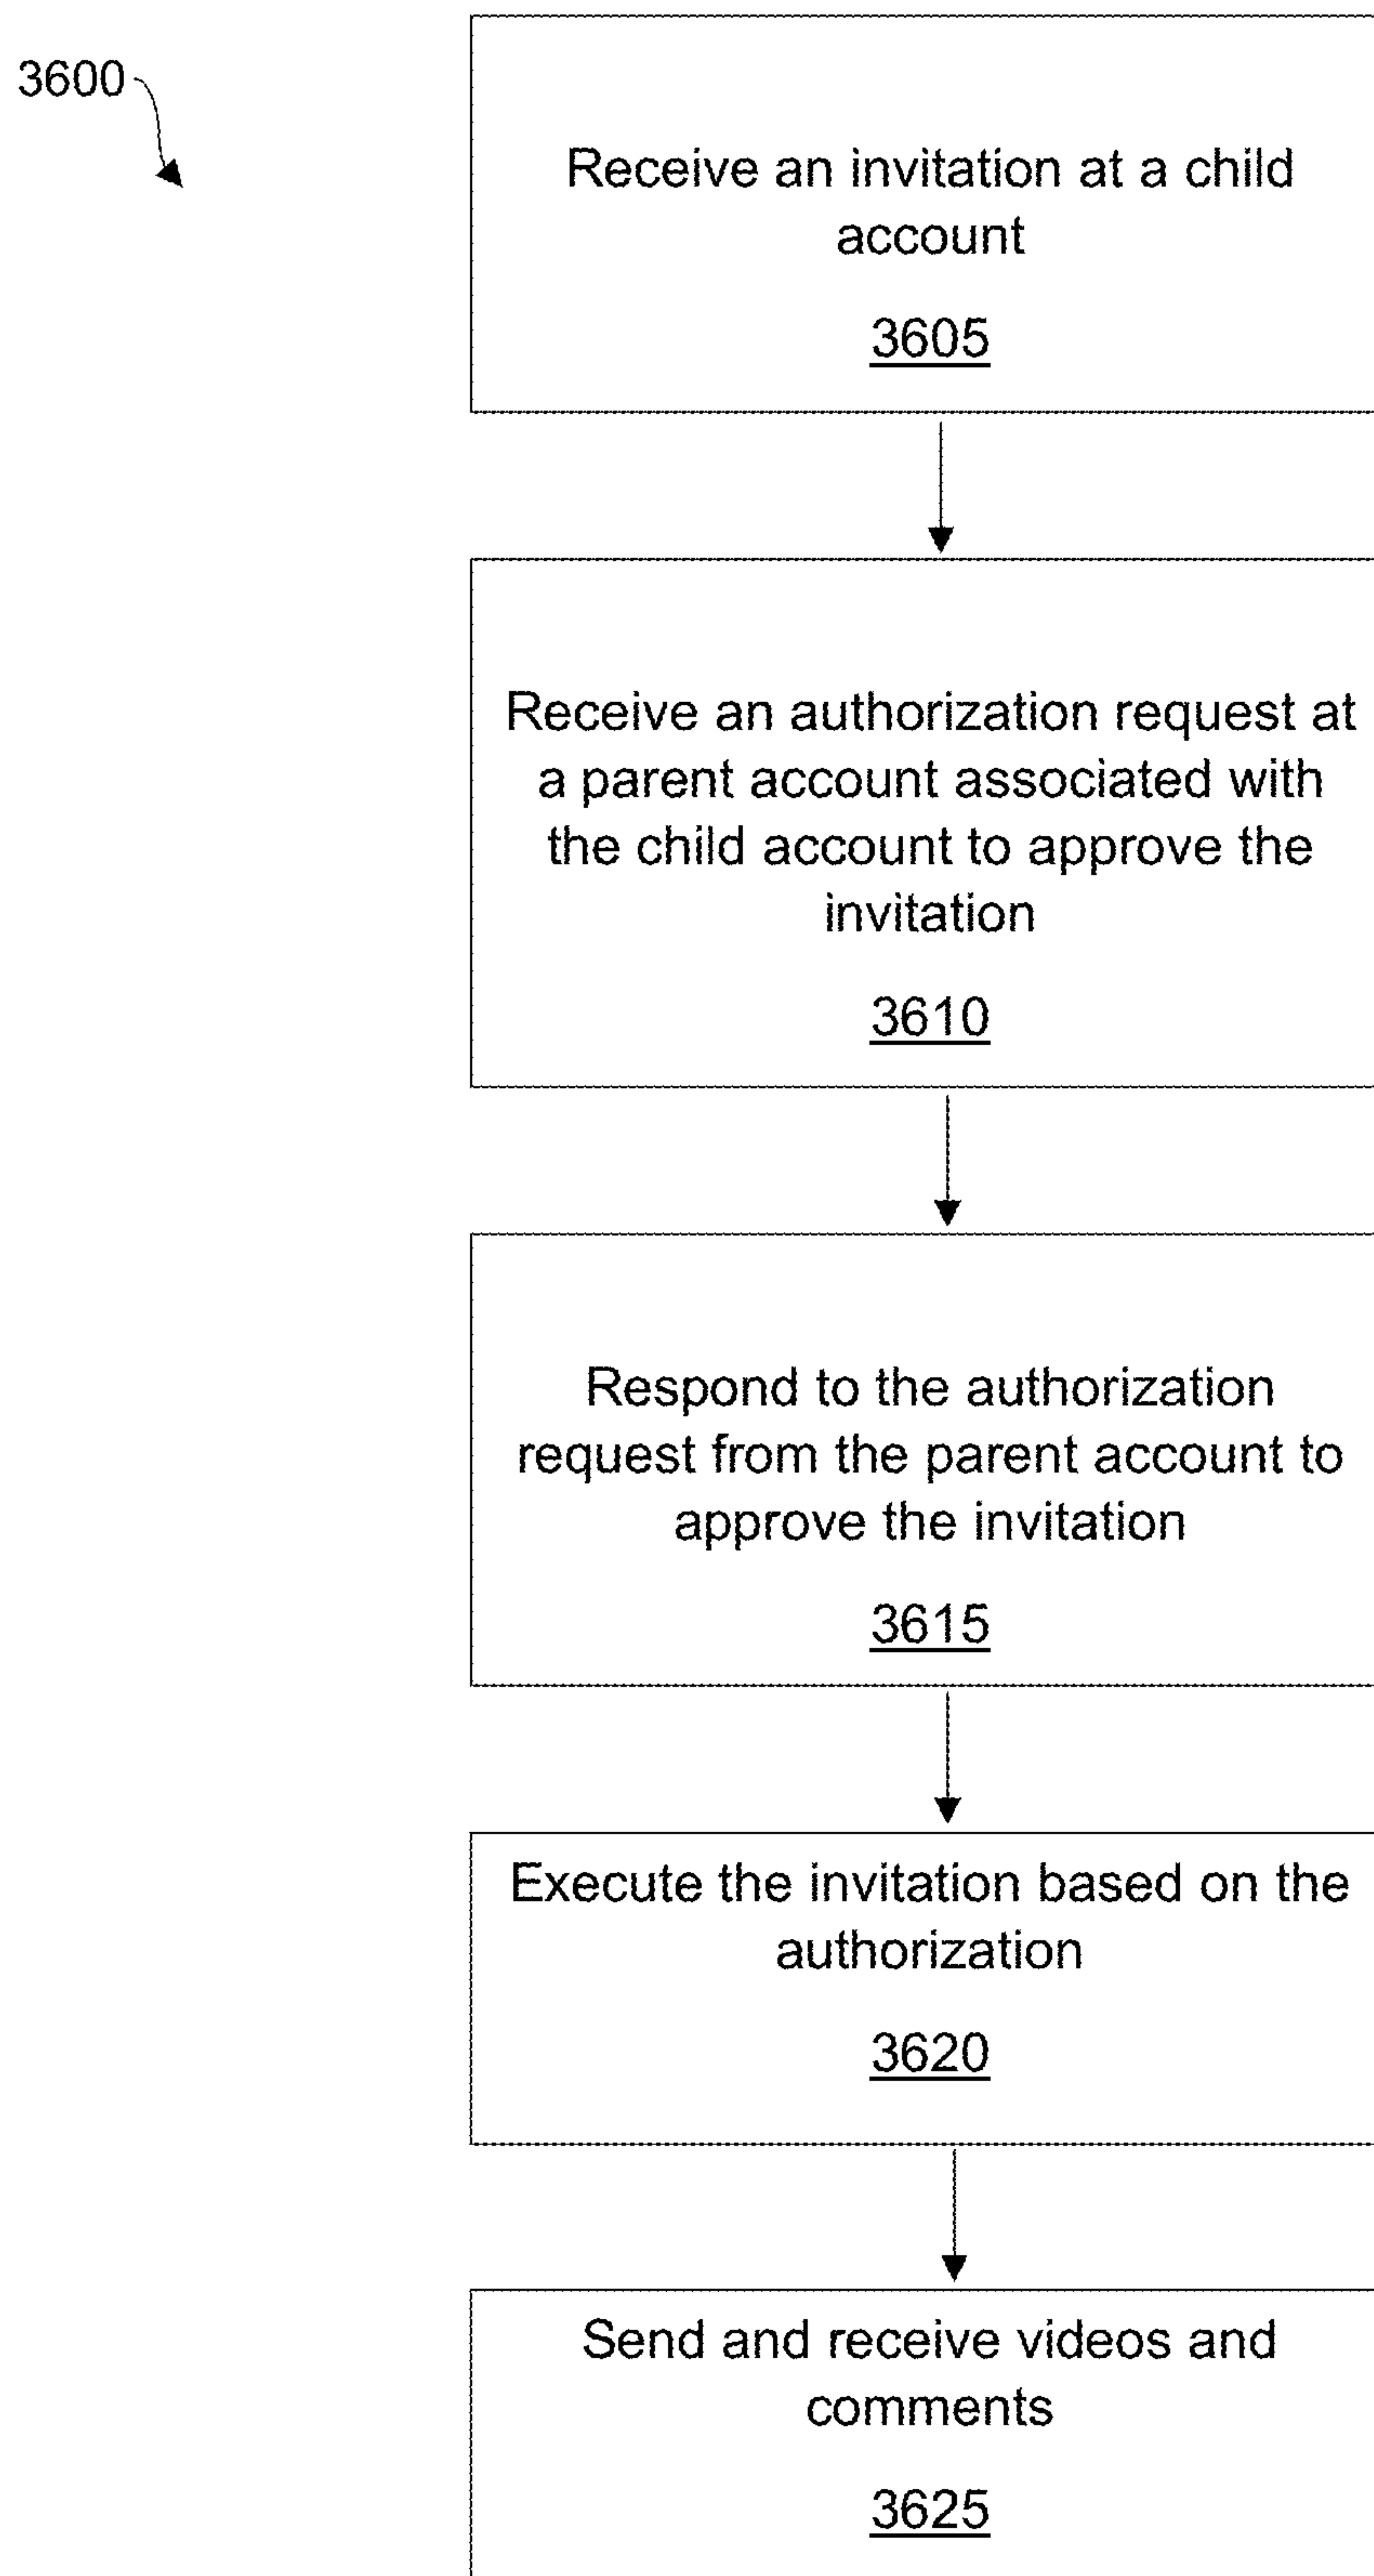 3600
Receive an invitation at a child
account
3605
Receive an authorization request at
a parent account associated with
the child account to approve the
invitation
3610
Respond to the authorization
request from the parent account to
approve the invitation
3615
Execute the invitation based on the
authorization
3620
Send and receive videos and
comments
3625